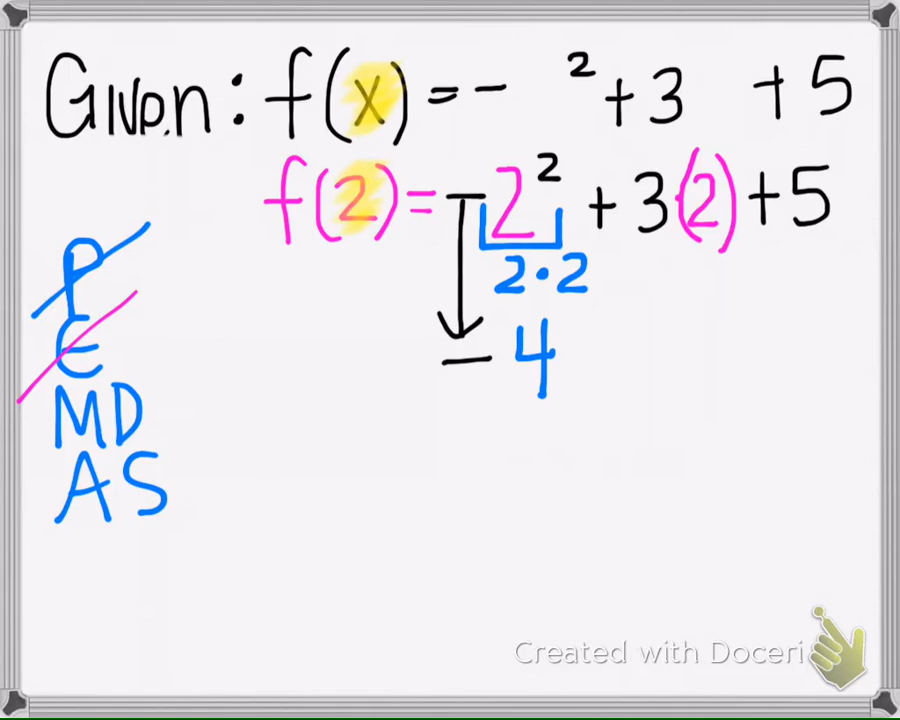 Given: f(x) = - ² + 3 + 5
f(2) = - 2² + 3(2) + 5
2 · 2
- 4
P
E
MD
AS
Created with Doceri